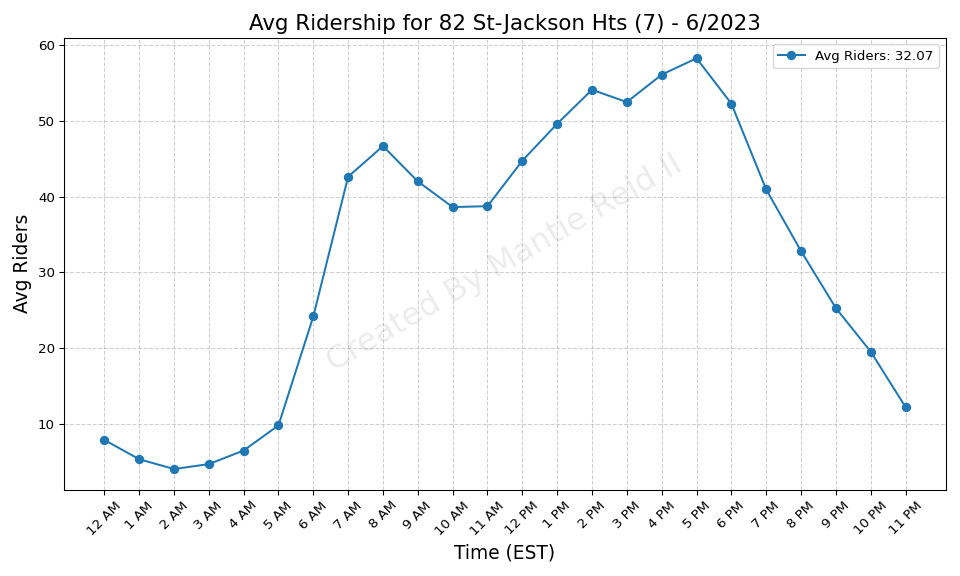 Avg Ridership for 82 St-Jackson Hts (7) - 6/2023
Avg Riders: 32.07
60
50
40
30
20
10
Avg Riders
Created By Mantie Reid II
12 AM
1 AM
2 AM
3 AM
4 AM
5 AM
6 AM
7 AM
8 AM
9 AM
10 AM
11 AM
12 PM
1 PM
2 PM
3 PM
4 PM
5 PM
6 PM
7 PM
8 PM
9 PM
10 PM
11 PM
Time (EST)